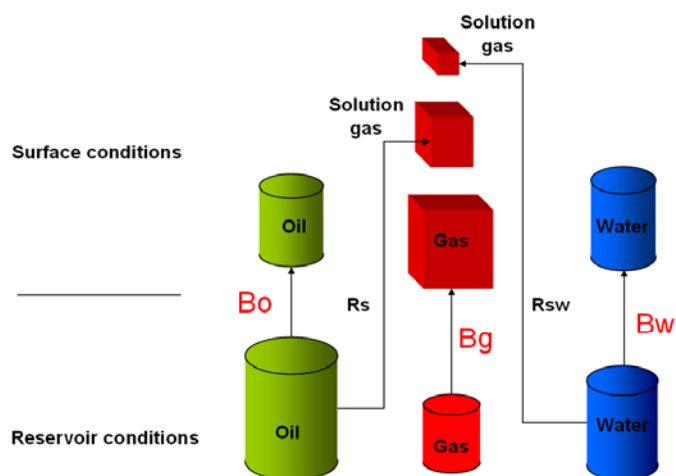 Solution
gas
Solution
gas
Surface conditions
Oil
Gas
Water
Bo
Rs
Bg
Rsw
Bw
Oil
Gas
Water
Reservoir conditions